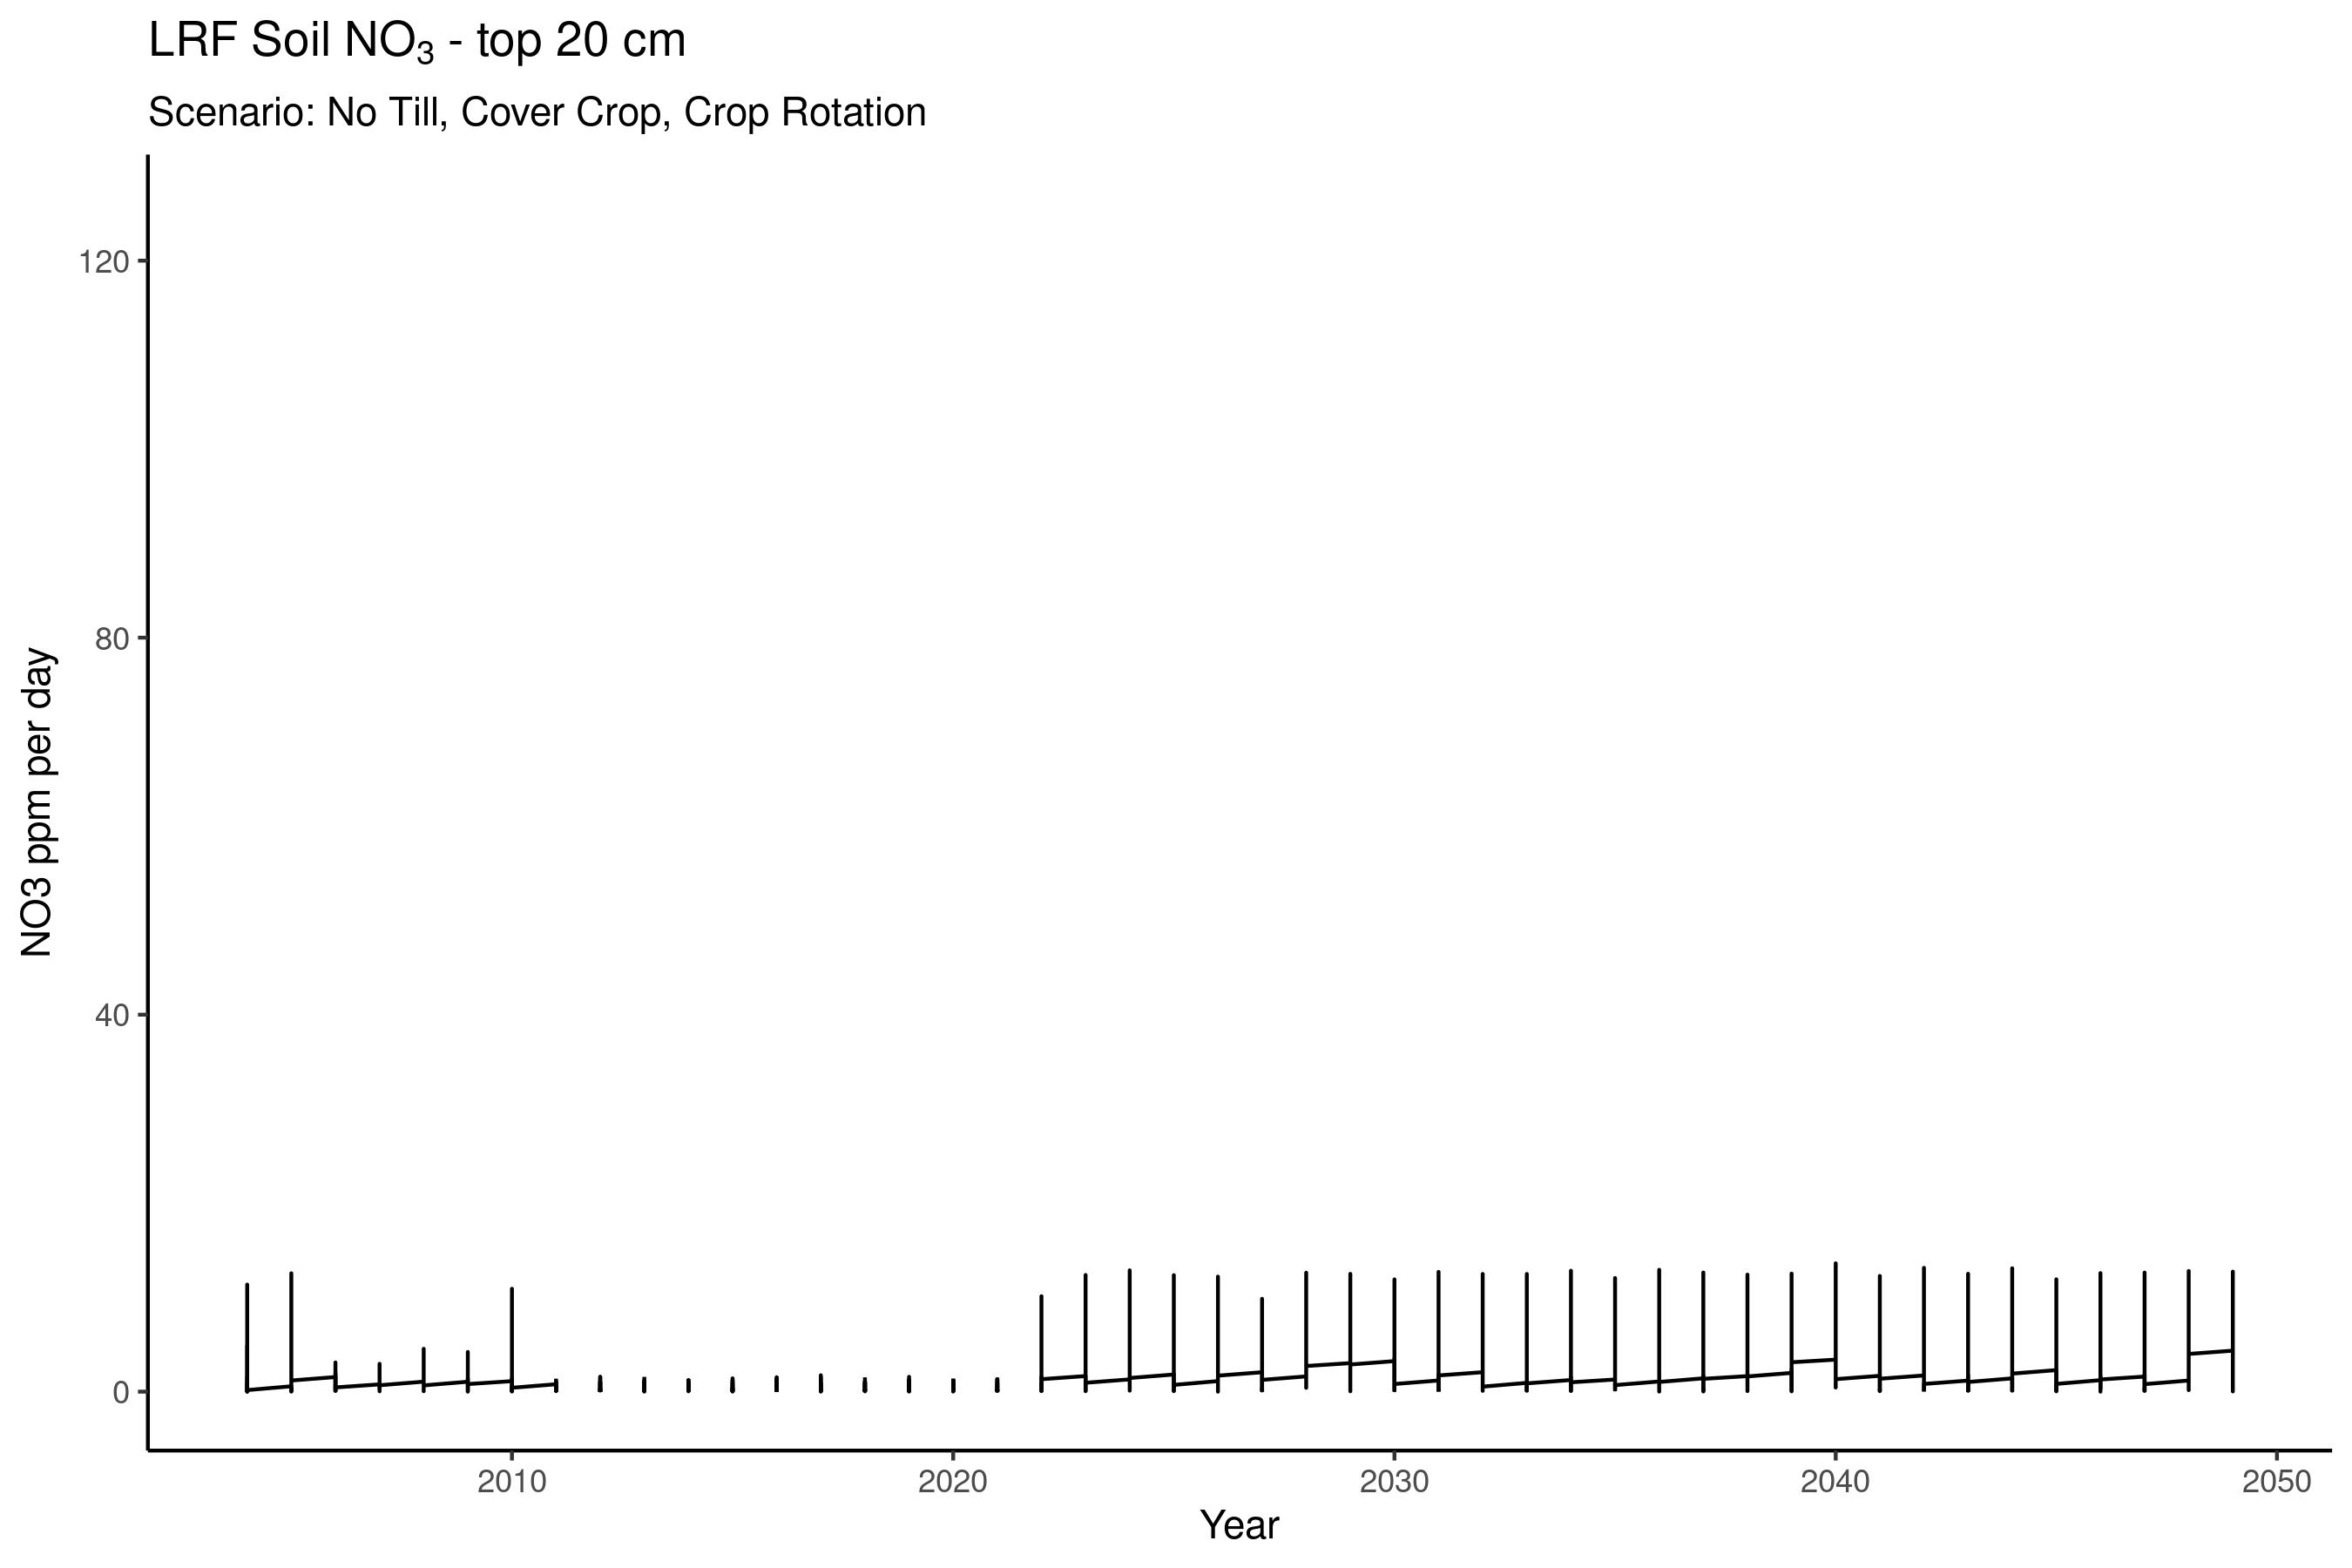 LRF Soil NO₃ - top 20 cm
Scenario: No Till, Cover Crop, Crop Rotation
120
80
40
0
NO3 ppm per day
2010 2020 2030 2040 2050
Year